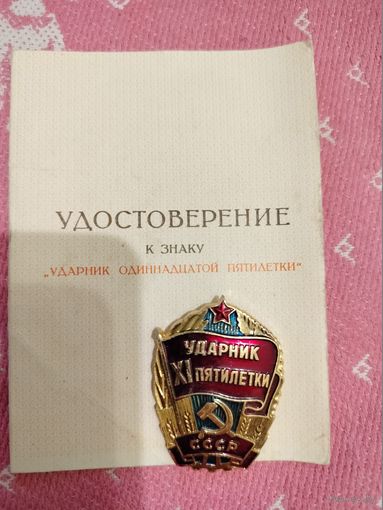 УДОСТОВЕРЕНИЕ
К ЗНАКУ
„УДАРНИК ОДИННАДЦАТОЙ ПЯТИЛЕТКИ"
УДАРНИК
XI ПЯТИЛЕТКИ
СССР